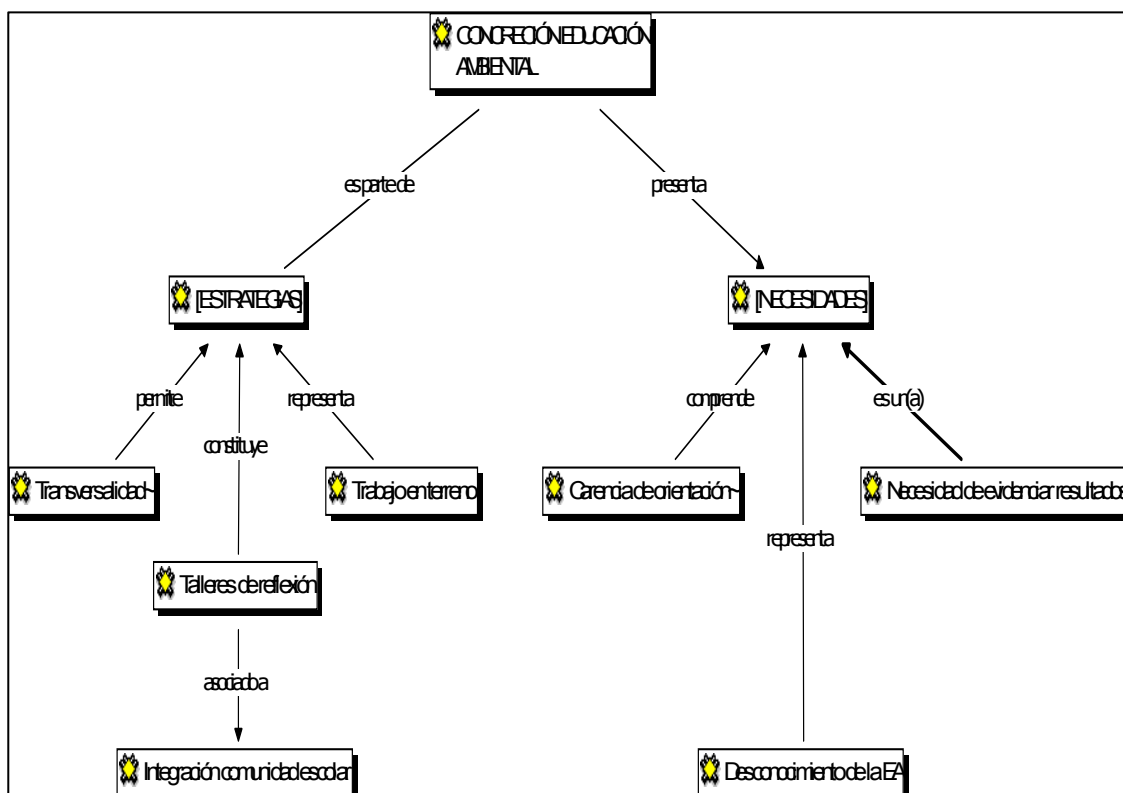 CONCRECIÓN EDUCACIÓN
AMBIENTAL
es parte de
presenta
[ESTRATEGIAS]
[NECESIDADES]
permite
representa
comprende
es un(a)
constituye
Transversalidad~
Trabajo en terreno
Carencia de orientación~
Necesidad de evidenciar resultados
representa
Talleres de reflexión
asociado a
Integración comunidad escolar
Desconocimiento de la EA